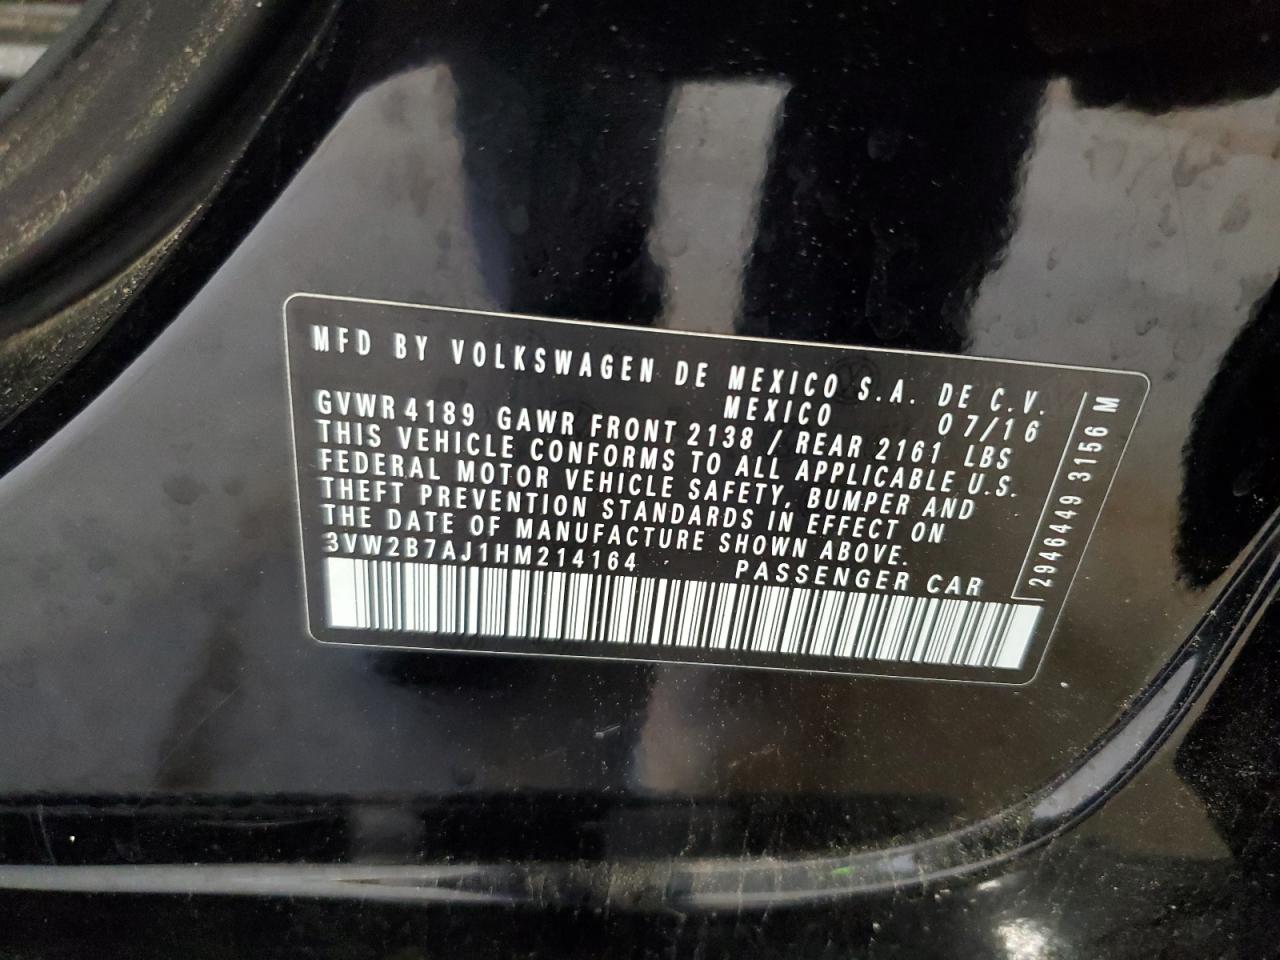 MFD BY VOLKSWAGEN DE MEXICO S.A. DE C.V.
MEXICO 07/16
GVWR 4189 GAWR FRONT 2138 / REAR 2161 LBS
THIS VEHICLE CONFORMS TO ALL APPLICABLE U.S.
FEDERAL MOTOR VEHICLE SAFETY, BUMPER AND
THEFT PREVENTION STANDARDS IN EFFECT ON
THE DATE OF MANUFACTURE SHOWN ABOVE.
3VW2B7AJ1HM214164 PASSENGER CAR
2946449 3156 M